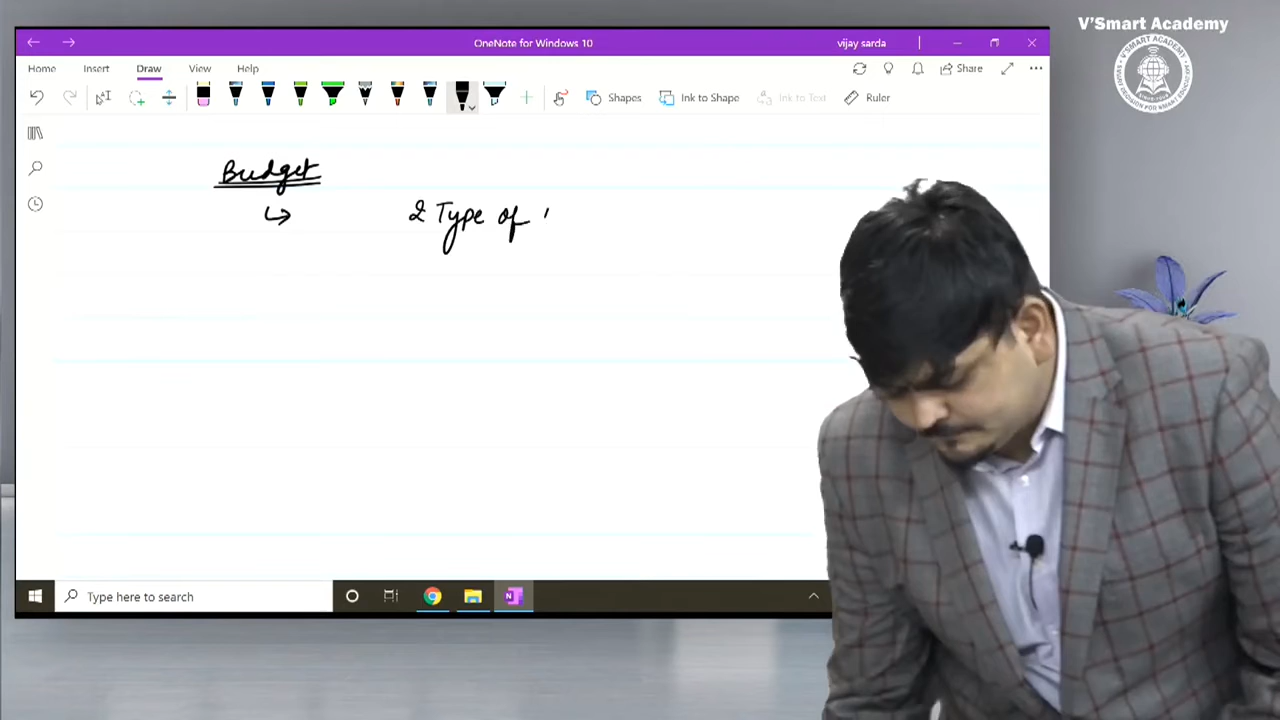 V'Smart Academy
OneNote for Windows 10
vijay sarda
Home Insert Draw View Help
Share
Shapes Ink to Shape Ink to Text Ruler
Budget
2 Type of
Type here to search